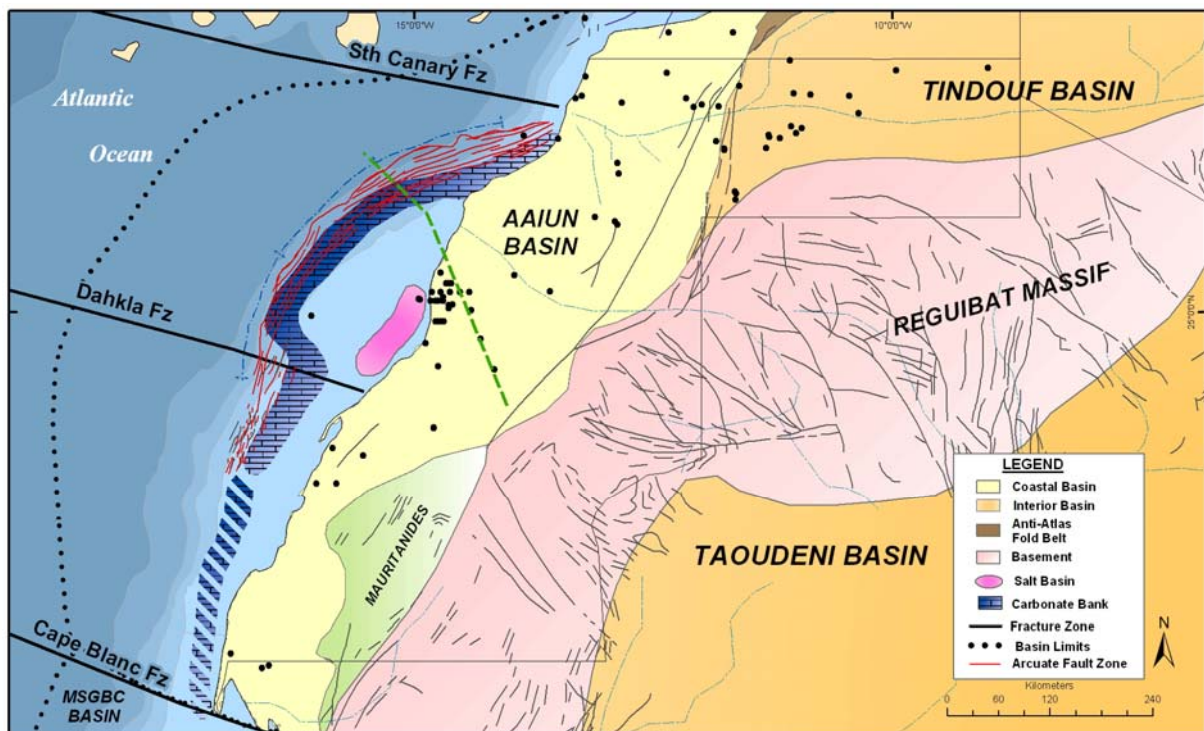 15°0'0"W
10°0'0"W
Sth Canary Fz
Atlantic
Ocean
TINDOUF BASIN
AAIUN
BASIN
REGUIBAT MASSIF
25°0'0"N
Dahkla Fz
MAURITANIDES
TAOUDENI BASIN
Cape Blanc Fz
MSGBC
BASIN
LEGEND
Coastal Basin
Interior Basin
Anti-Atlas
Fold Belt
Basement
Salt Basin
Carbonate Bank
Fracture Zone
Basin Limits
Arcuate Fault Zone
N
Kilometers
0 30 60 120 180 240